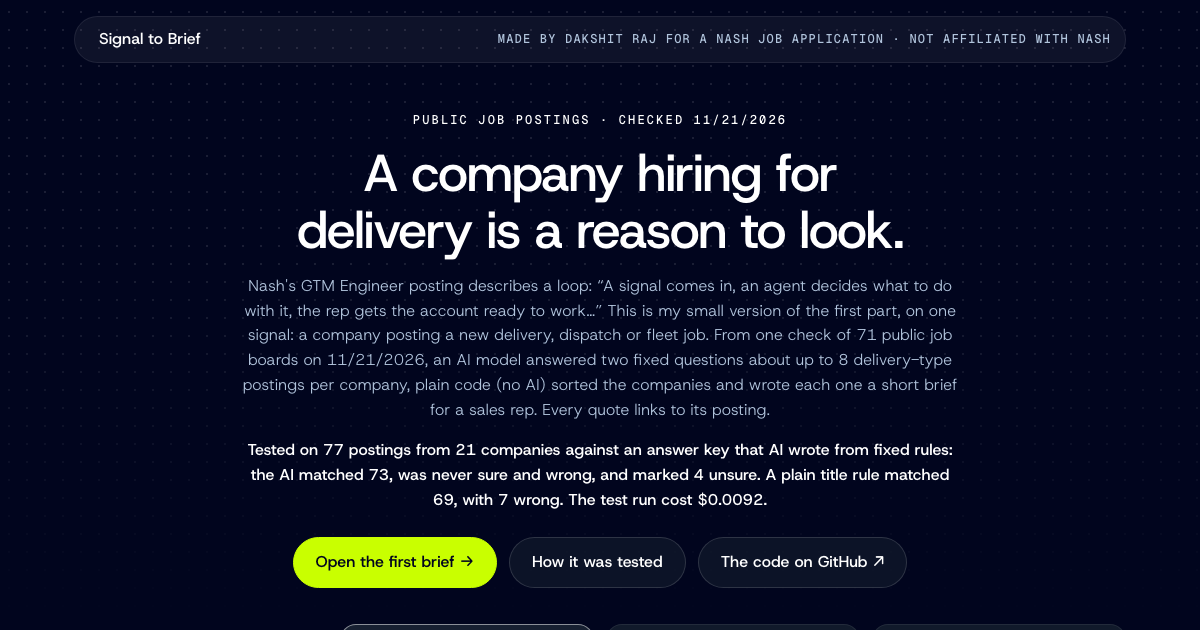 Signal to Brief
MADE BY DAKSHIT RAJ FOR A NASH JOB APPLICATION · NOT AFFILIATED WITH NASH
PUBLIC JOB POSTINGS · CHECKED 11/21/2026
A company hiring for
delivery is a reason to look.
Nash's GTM Engineer posting describes a loop: “A signal comes in, an agent decides what to do
with it, the rep gets the account ready to work…” This is my small version of the first part, on one
signal: a company posting a new delivery, dispatch or fleet job. From one check of 71 public job
boards on 11/21/2026, an AI model answered two fixed questions about up to 8 delivery-type
postings per company, plain code (no AI) sorted the companies and wrote each one a short brief
for a sales rep. Every quote links to its posting.
Tested on 77 postings from 21 companies against an answer key that AI wrote from fixed rules:
the AI matched 73, was never sure and wrong, and marked 4 unsure. A plain title rule matched
69, with 7 wrong. The test run cost $0.0092.
Open the first brief →
How it was tested
The code on GitHub ↗